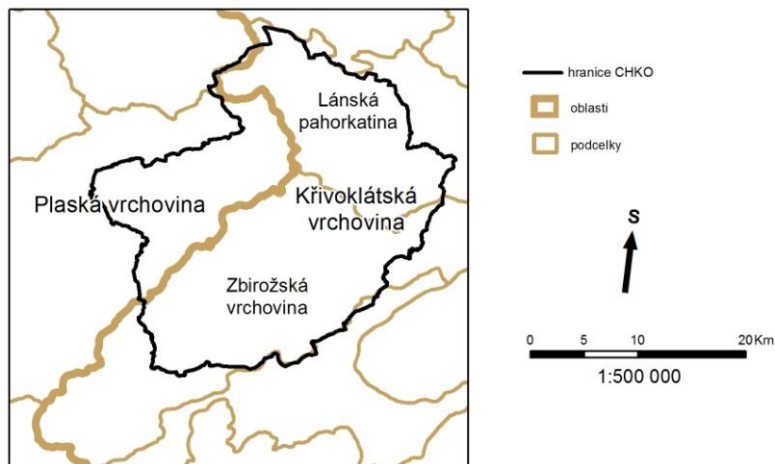 Lánská
pahorkatina
Plaská vrchovina
Křivoklátská
vrchovina
Zbirožská
vrchovina
hranice CHKO
oblasti
podcelky
S
0 5 10 20 Km
1:500 000